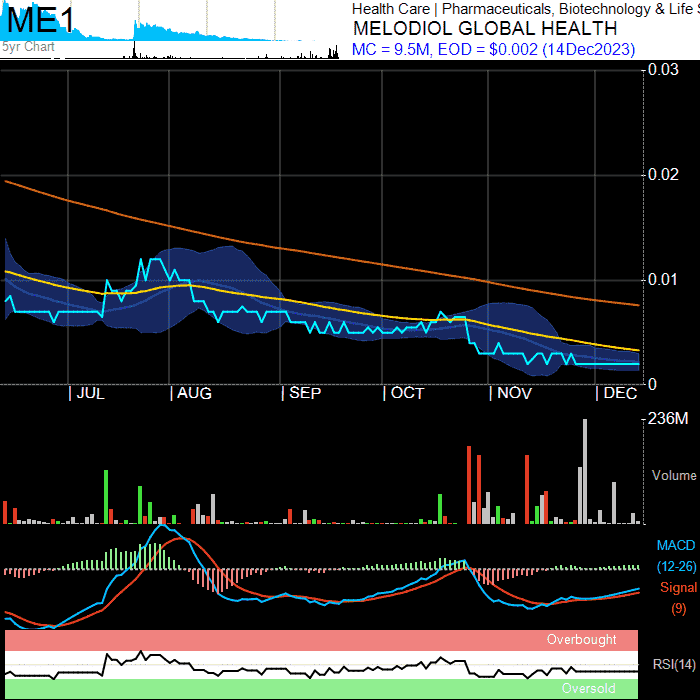 ME1
5yr Chart
Health Care | Pharmaceuticals, Biotechnology & Life S
MELODIOL GLOBAL HEALTH
MC = 9.5M, EOD = $0.002 (14Dec2023)
0.03
0.02
0.01
0
| JUL | AUG | SEP | OCT | NOV | DEC
236M
Volume
MACD
(12-26)
Signal
(9)
Overbought
RSI(14)
Oversold